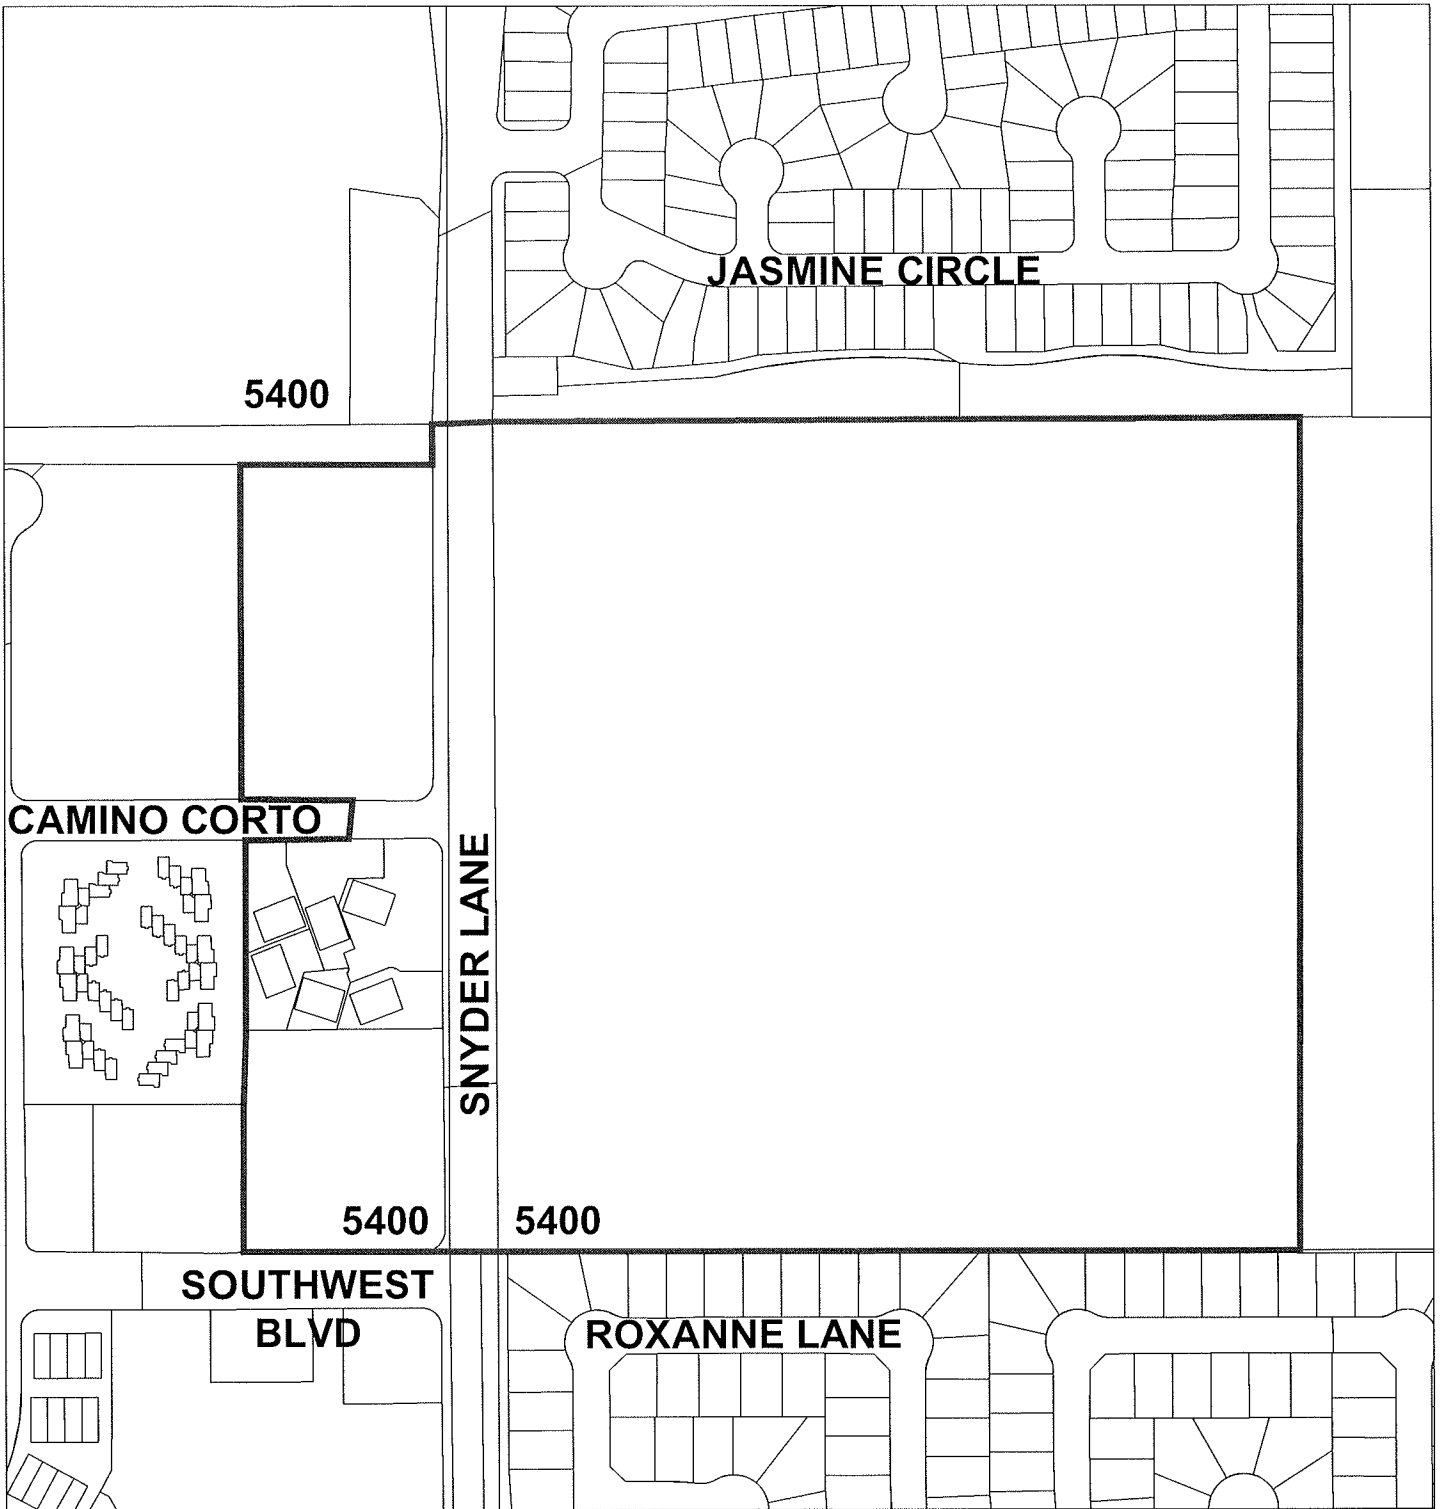 JASMINE CIRCLE
5400
CAMINO CORTO
SNYDER LANE
5400
5400
SOUTHWEST
BLVD
ROXANNE LANE